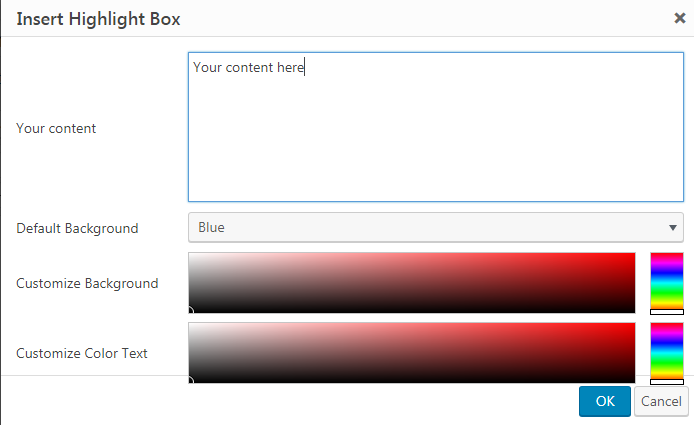 Insert Highlight Box
Your content here
Your content
Default Background
Blue
Customize Background
Customize Color Text
OK
Cancel